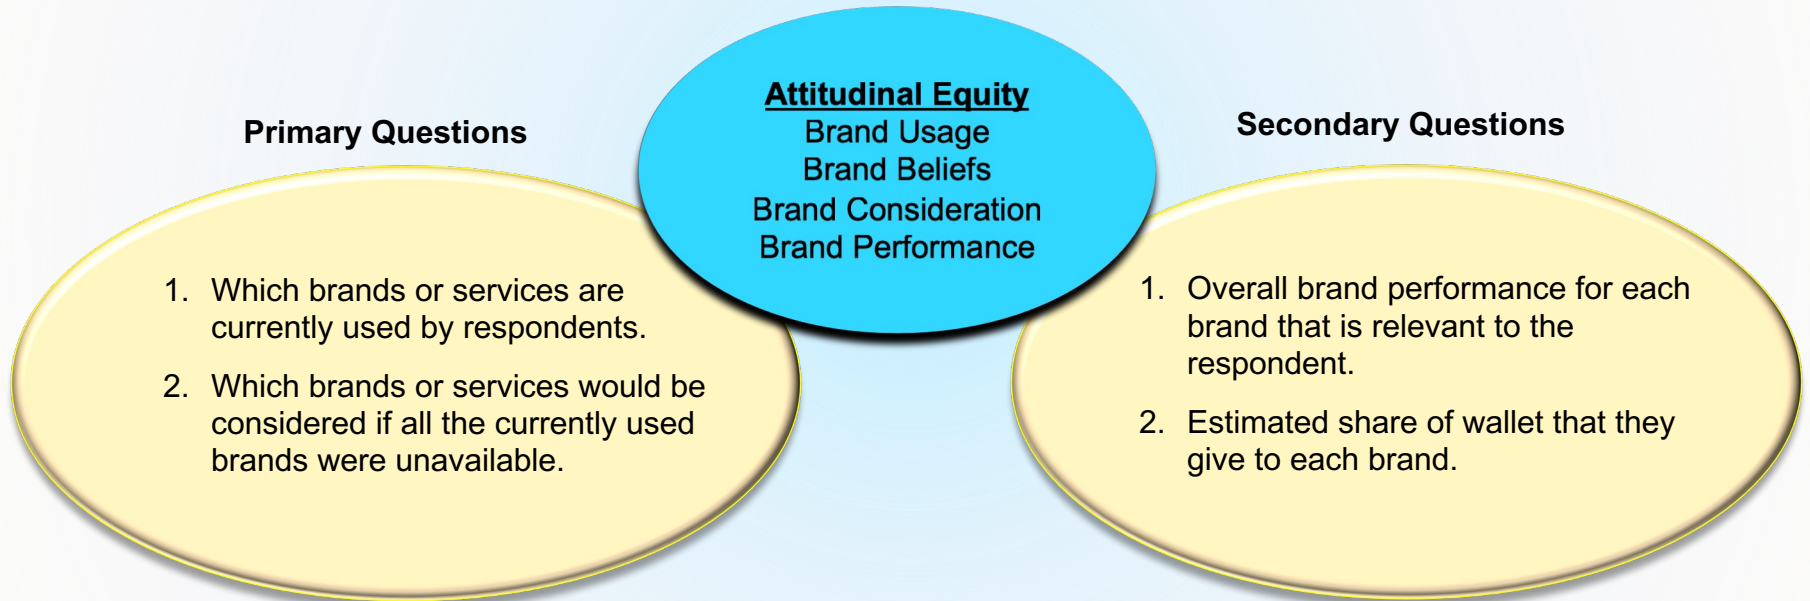 Attitudinal Equity
Brand Usage
Brand Beliefs
Brand Consideration
Brand Performance
Primary Questions
1. Which brands or services are
currently used by respondents.
2. Which brands or services would be
considered if all the currently used
brands were unavailable.
Secondary Questions
1. Overall brand performance for each
brand that is relevant to the
respondent.
2. Estimated share of wallet that they
give to each brand.